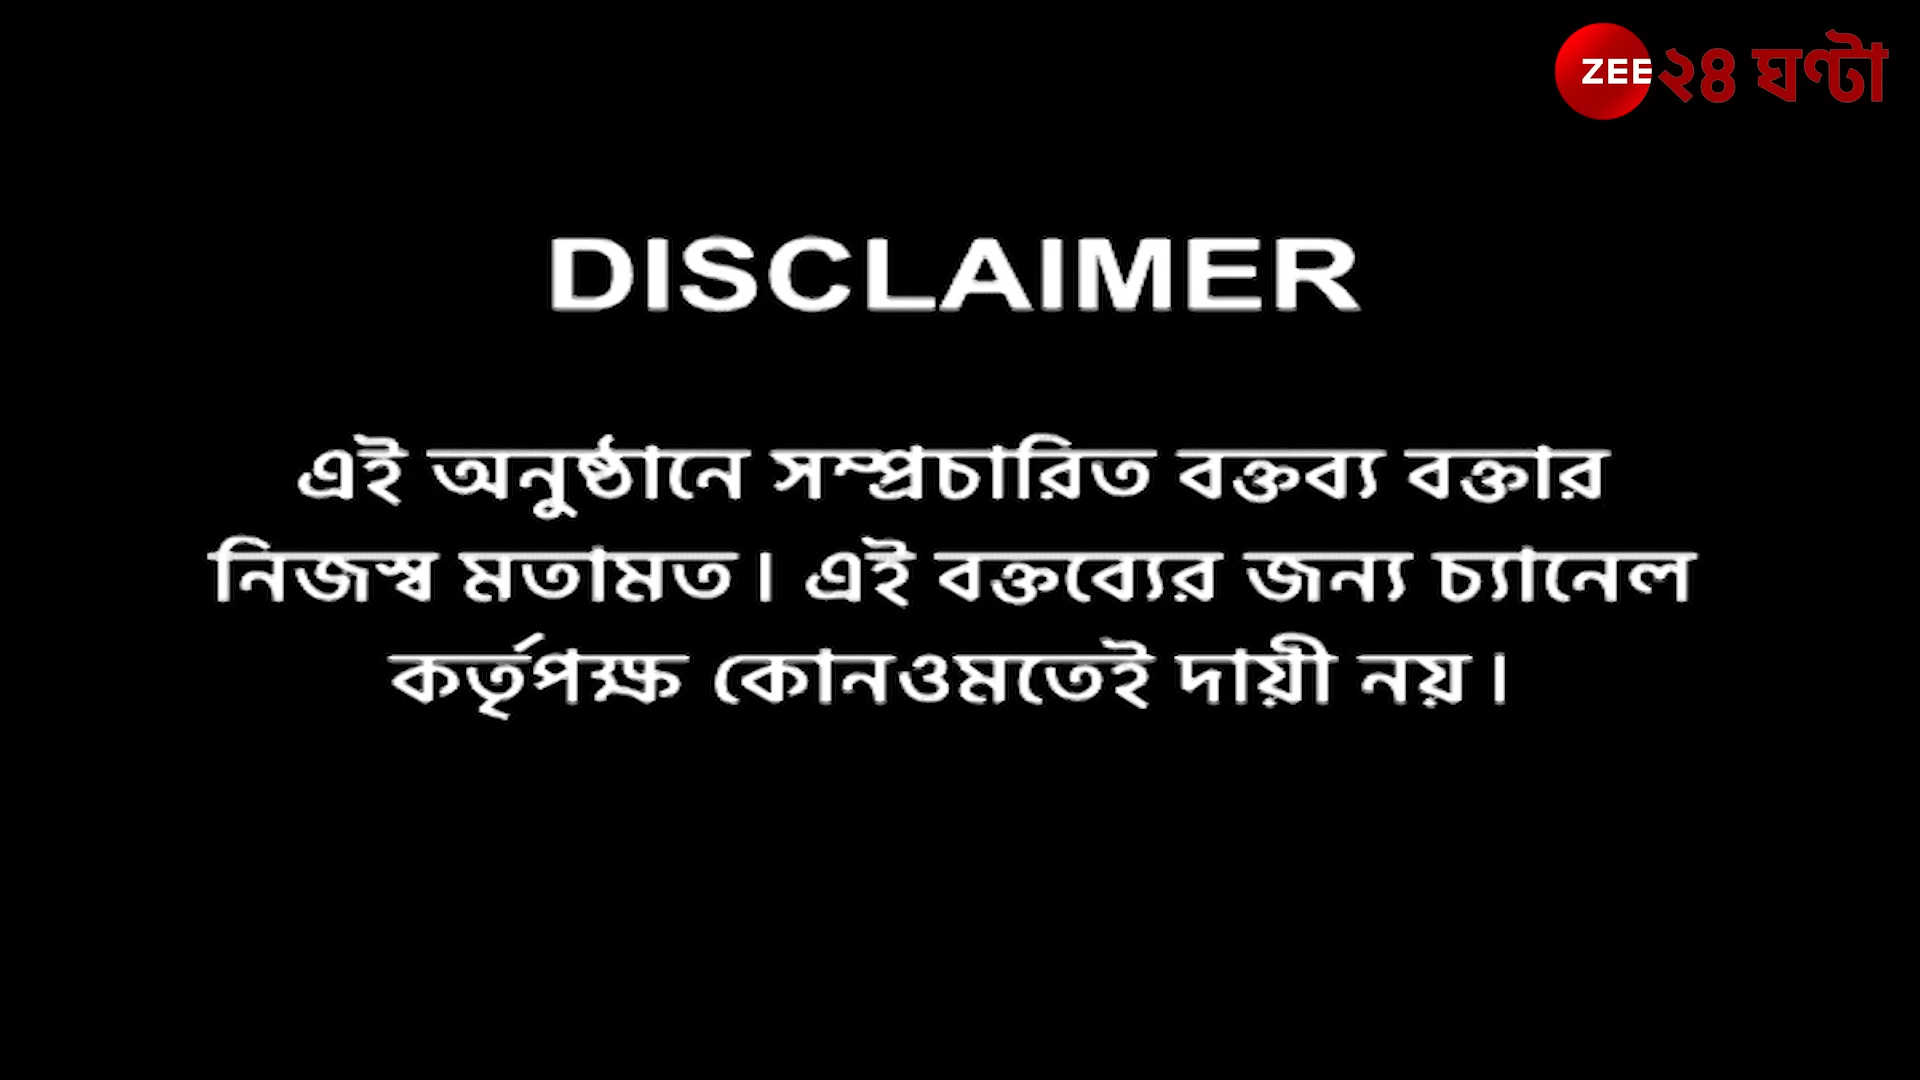 ZEE ২৪ ঘণ্টা
DISCLAIMER
এই অনুষ্ঠানে সম্প্রচারিত বক্তব্য বক্তার
নিজস্ব মতামত। এই বক্তব্যের জন্য চ্যানেল
কর্তৃপক্ষ কোনওমতেই দায়ী নয়।